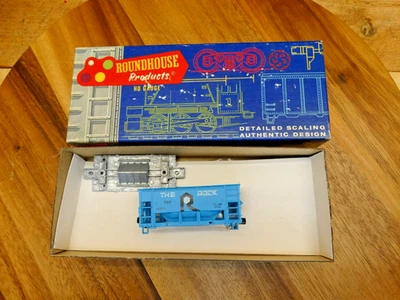 ROUNDHOUSE
Products
HO GAUGE
DETAILED SCALING
AUTHENTIC DESIGN
THE ROCK